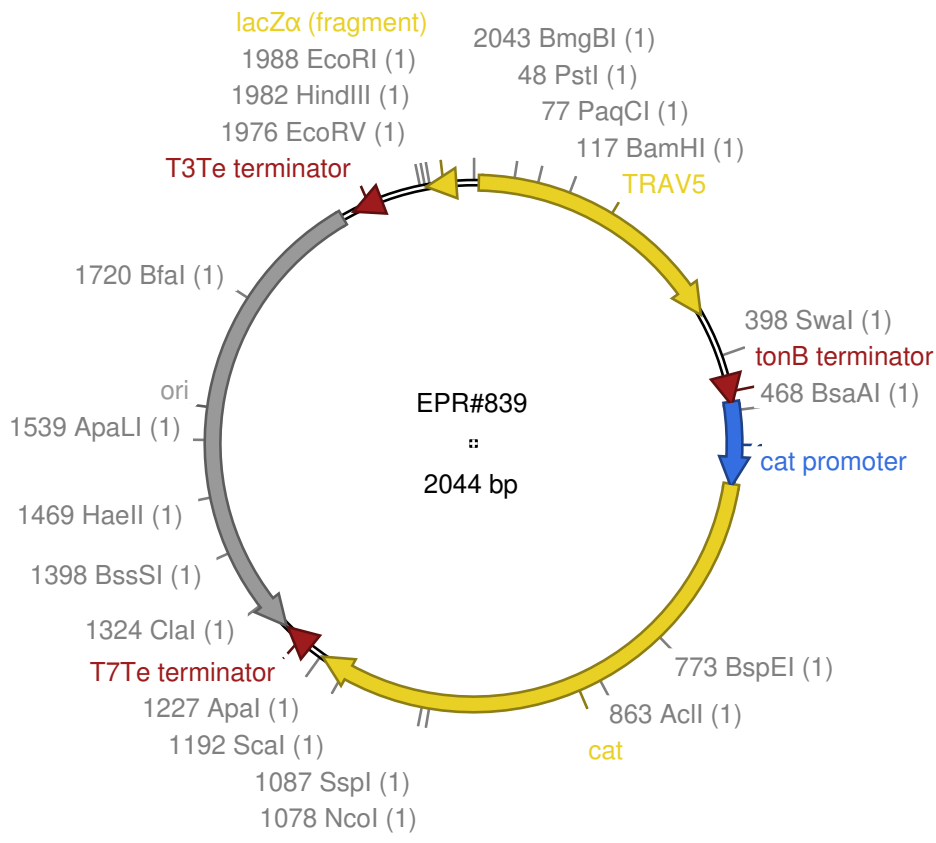 lacZα (fragment)
1988 EcoRI (1)
1982 HindIII (1)
1976 EcoRV (1)
T3Te terminator
2043 BmgBI (1)
48 PstI (1)
77 PaqCI (1)
117 BamHI (1)
TRAV5
1720 BfaI (1)
398 SwaI (1)
tonB terminator
468 BsaAI (1)
ori
1539 ApaLI (1)
EPR#839
2044 bp
cat promoter
1469 HaeII (1)
1398 BssSI (1)
1324 ClaI (1)
T7Te terminator
1227 ApaI (1)
1192 ScaI (1)
1087 SspI (1)
1078 NcoI (1)
773 BspEI (1)
863 AclI (1)
cat